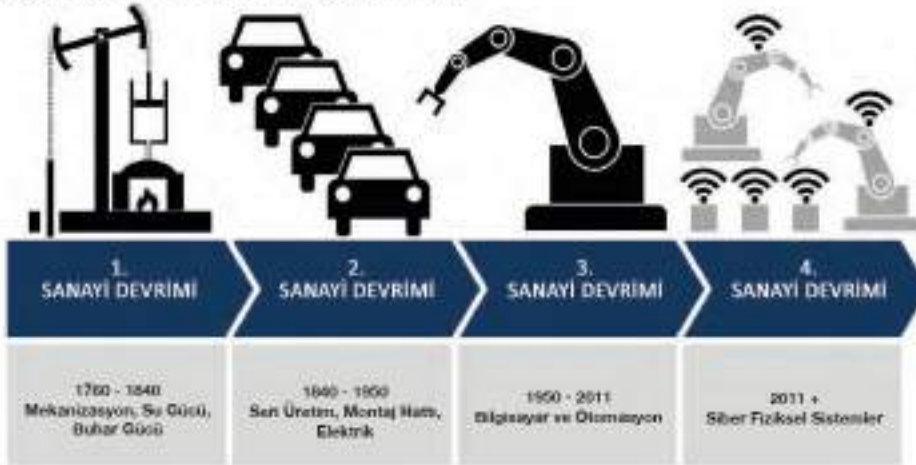 1.
SANAYİ DEVRİMİ
2.
SANAYİ DEVRİMİ
3.
SANAYİ DEVRİMİ
4.
SANAYİ DEVRİMİ
1760 - 1840
Mekanizasyon, Su Gücü,
Buhar Gücü
1840 - 1950
Seri Üretim, Montaj Hattı,
Elektrik
1950 - 2011
Bilgisayar ve Otomasyon
2011 +
Siber Fiziksel Sistemler